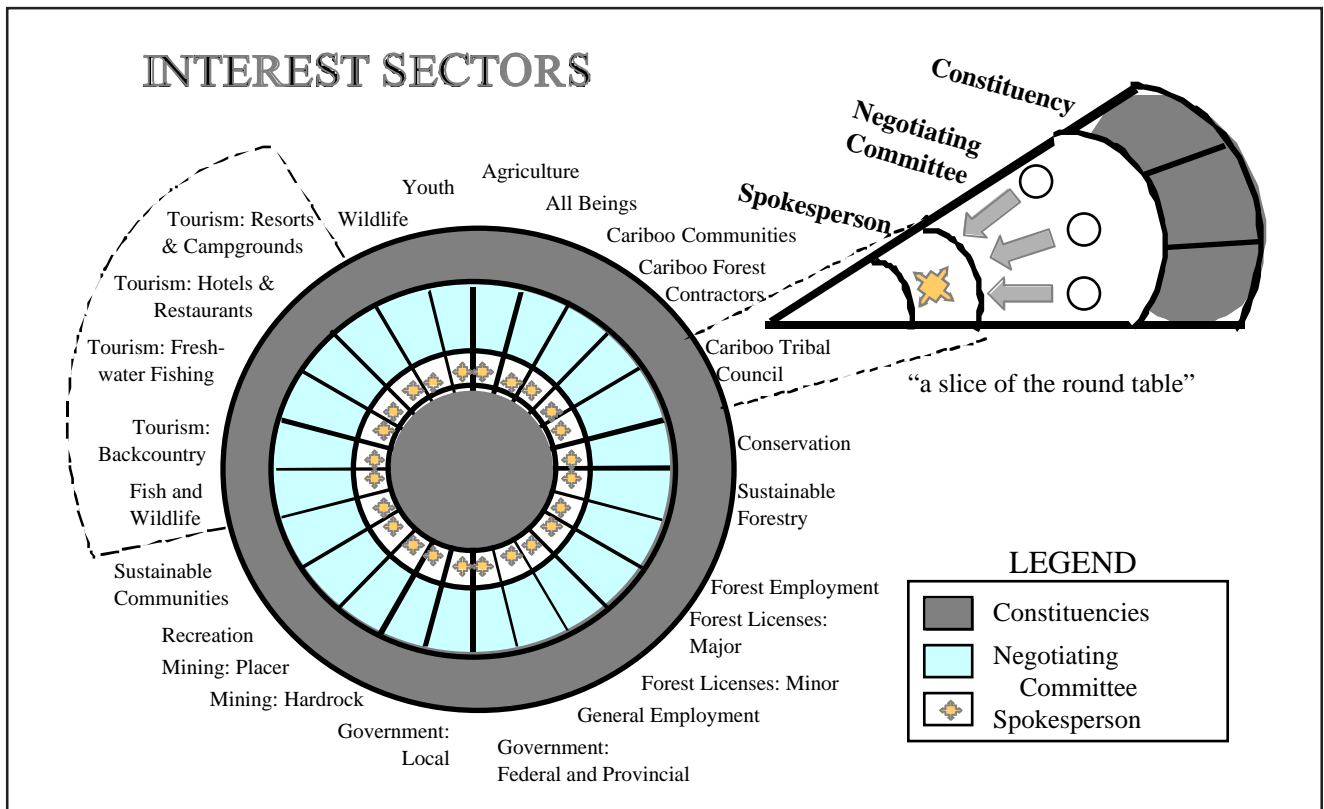 INTEREST SECTORS
Constituency
Negotiating
Committee
Spokesperson
“a slice of the round table”
Youth
Agriculture
All Beings
Cariboo Communities
Cariboo Forest
Contractors
Cariboo Tribal
Council
Conservation
Sustainable
Forestry
Forest Employment
Forest Licenses:
Major
Forest Licenses: Minor
General Employment
Government:
Federal and Provincial
Government:
Local
Mining: Hardrock
Mining: Placer
Recreation
Sustainable
Communities
Fish and
Wildlife
Tourism:
Backcountry
Tourism: Fresh-
water Fishing
Tourism: Hotels &
Restaurants
Tourism: Resorts
& Campgrounds
Wildlife
LEGEND
Constituencies
Negotiating
Committee
Spokesperson